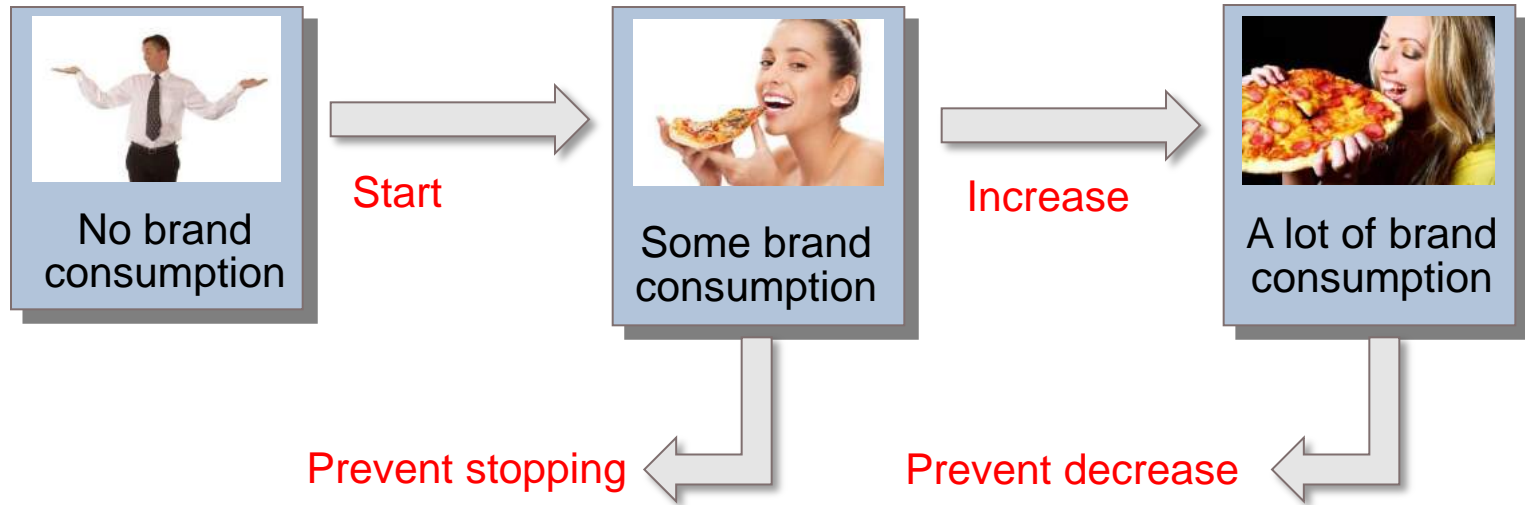 No brand
consumption
Start
Some brand
consumption
Increase
A lot of brand
consumption
Prevent stopping
Prevent decrease